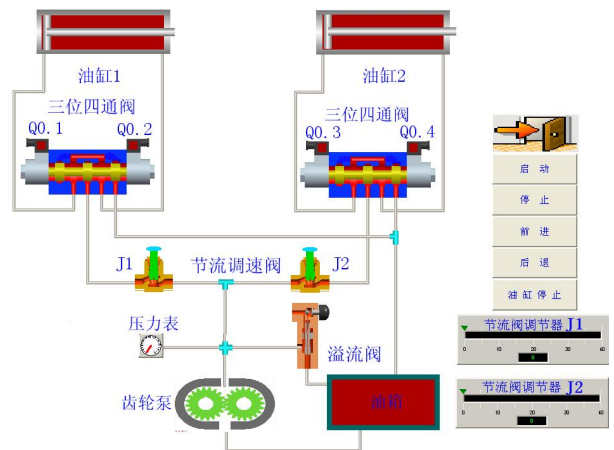 油缸1
油缸2
三位四通阀
三位四通阀
Q0.1
Q0.2
Q0.3
Q0.4
启动
停止
前进
后退
油缸停止
J1
节流调速阀
J2
压力表
溢流阀
齿轮泵
油箱
节流阀调节器 J1
0 10 20 30 40 50 60
0
节流阀调节器 J2
0 10 20 30 40 50 60
0